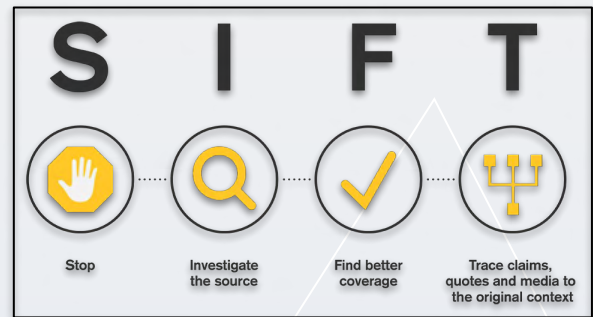 S I F T
Stop
Investigate
the source
Find better
coverage
Trace claims,
quotes and media to
the original context